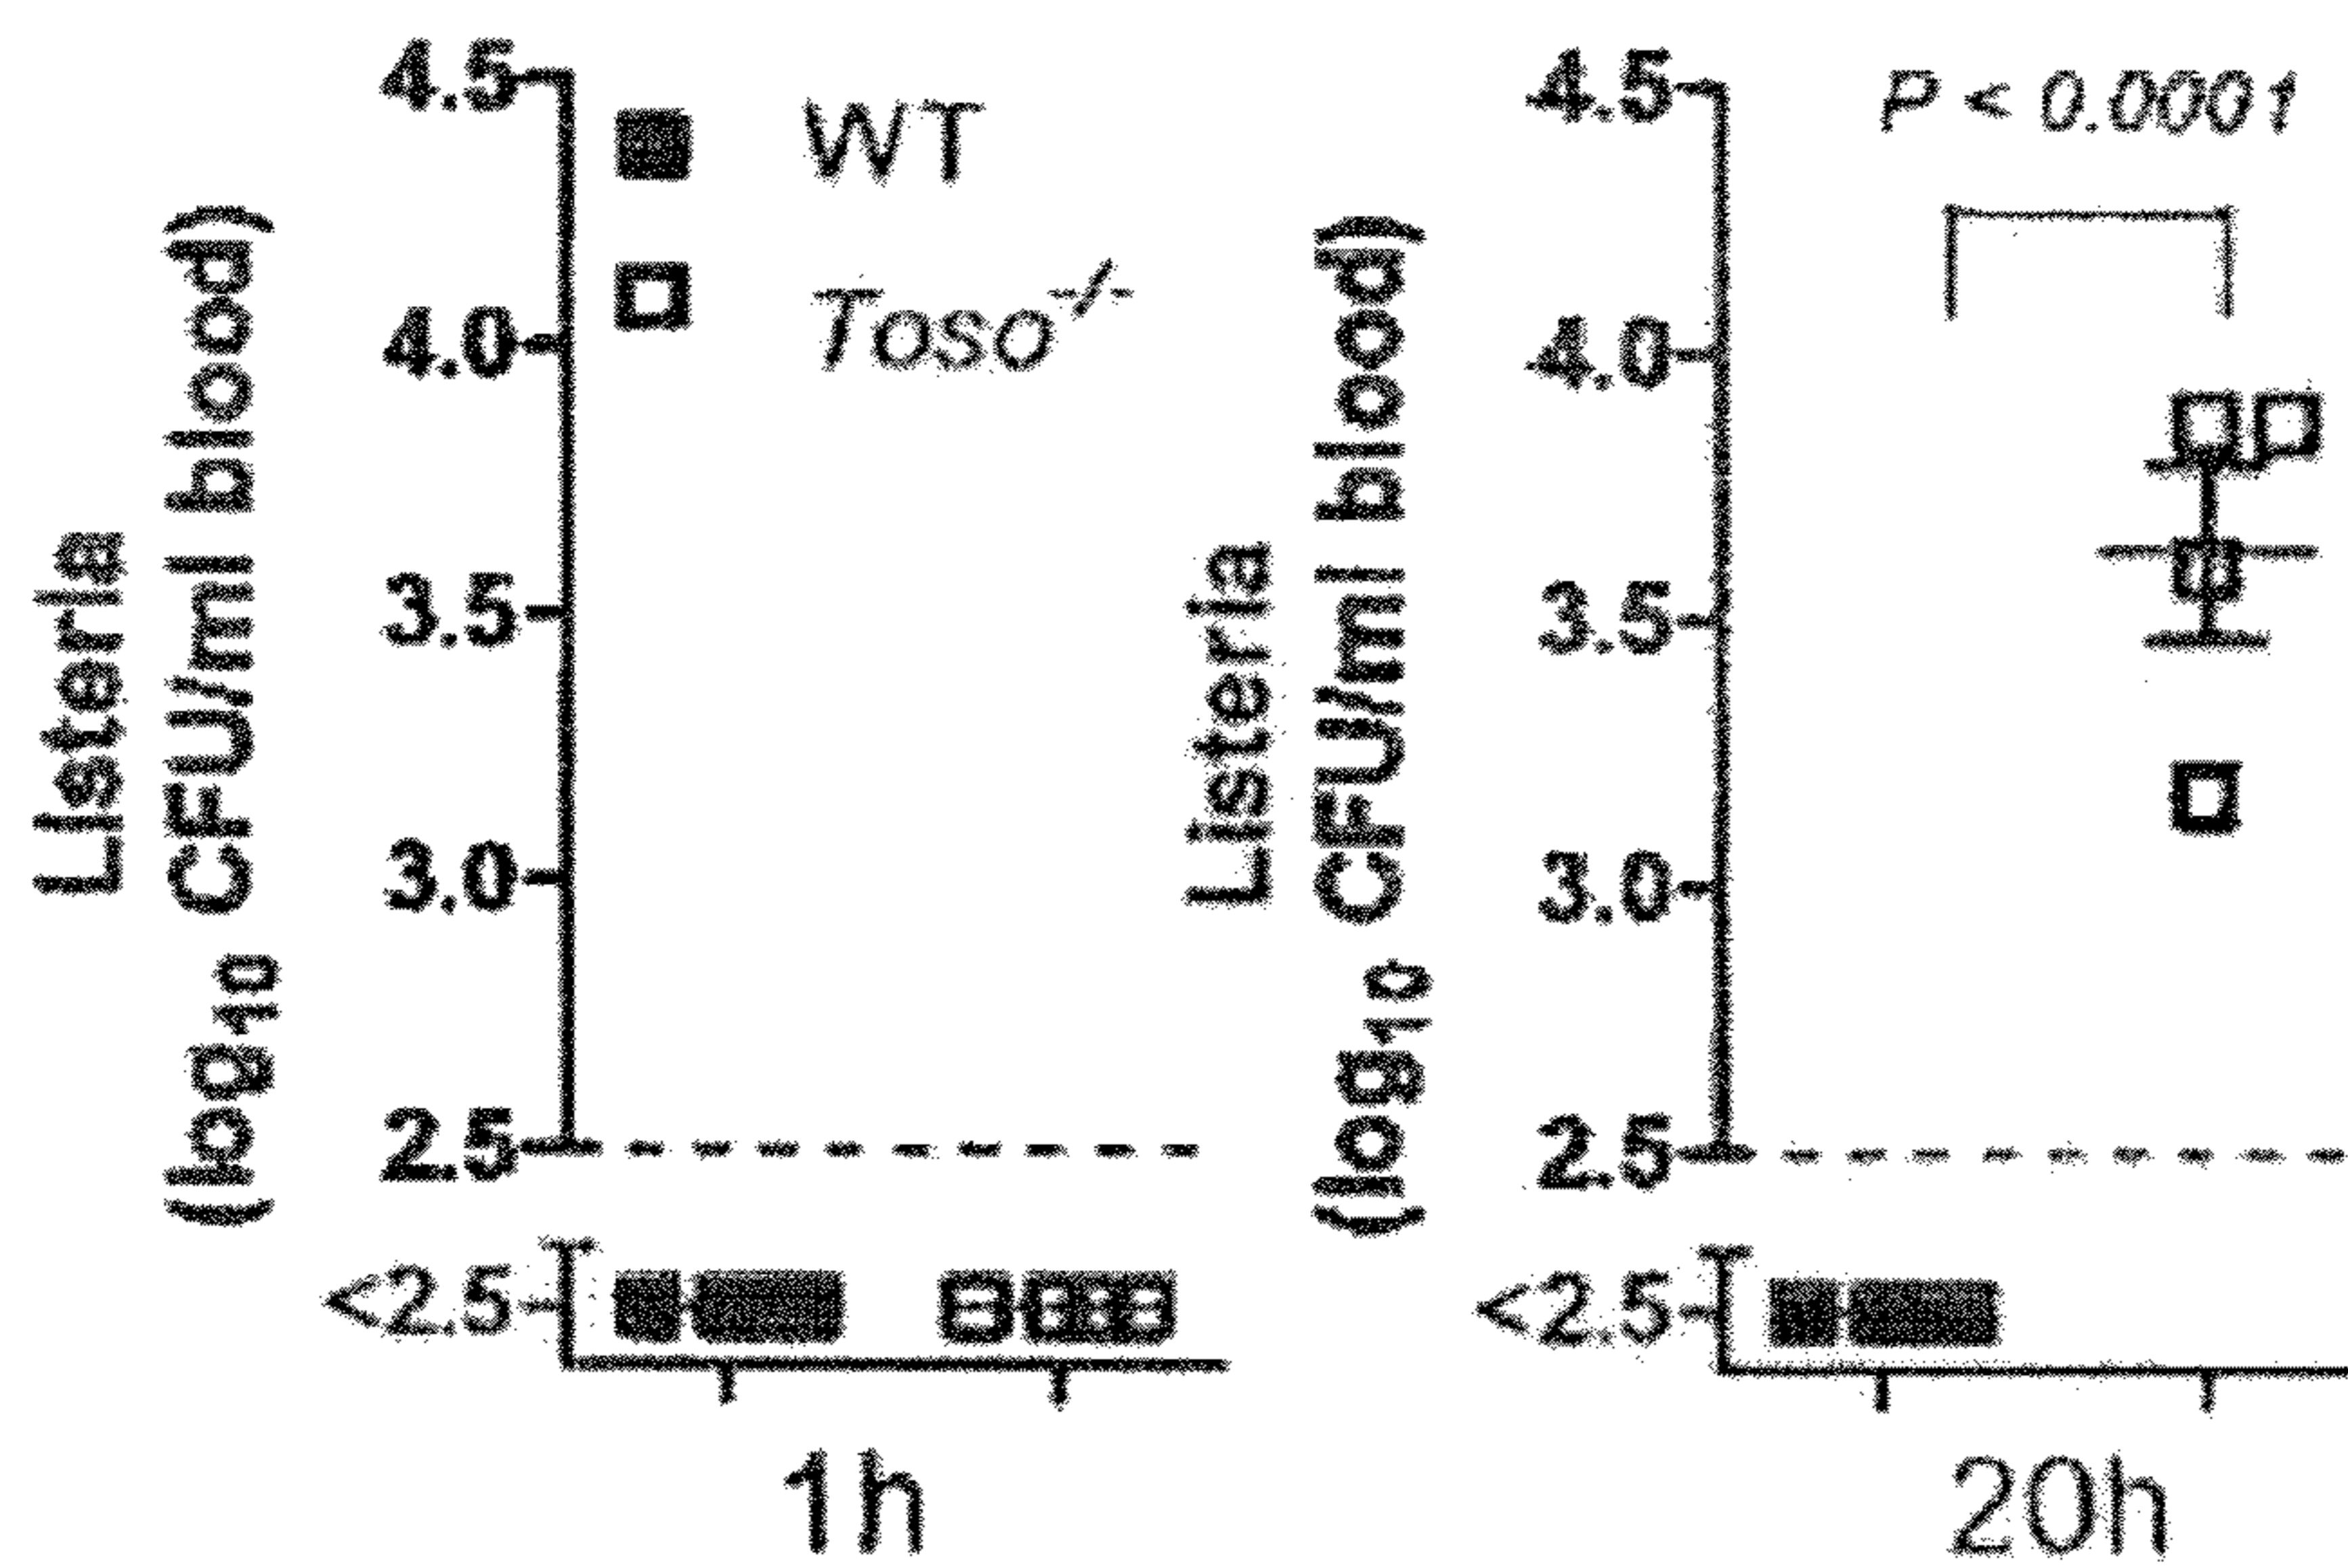 Listeria
(log10 CFU/ml blood)
4.5
4.0
3.5
3.0
2.5
<2.5
WT
Toso-/-
1h
Listeria
(log10 CFU/ml blood)
4.5
4.0
3.5
3.0
2.5
<2.5
P < 0.0001
20h